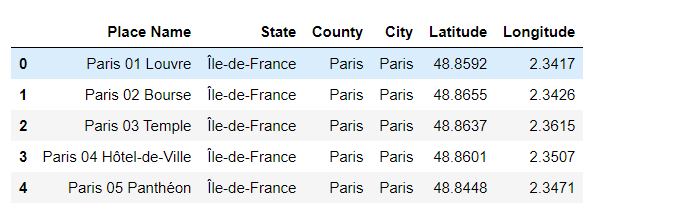 Place Name State County City Latitude Longitude
0 Paris 01 Louvre Île-de-France Paris Paris 48.8592 2.3417
1 Paris 02 Bourse Île-de-France Paris Paris 48.8655 2.3426
2 Paris 03 Temple Île-de-France Paris Paris 48.8637 2.3615
3 Paris 04 Hôtel-de-Ville Île-de-France Paris Paris 48.8601 2.3507
4 Paris 05 Panthéon Île-de-France Paris Paris 48.8448 2.3471